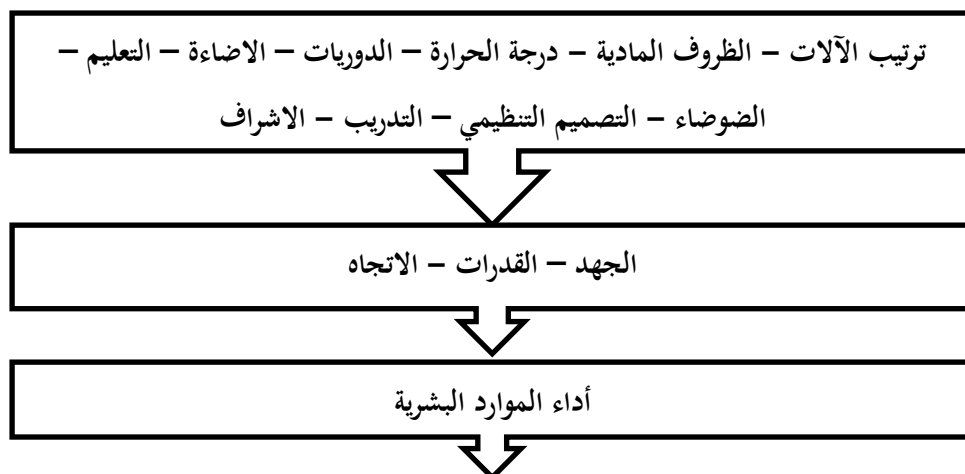 ترتيب الآلات – الظروف المادية – درجة الحرارة – الدوريات – الاضاءة – التعليم –
الضوضاء – التصميم التنظيمي – التدريب – الاشراف
الجهد – القدرات – الاتجاه
أداء الموارد البشرية